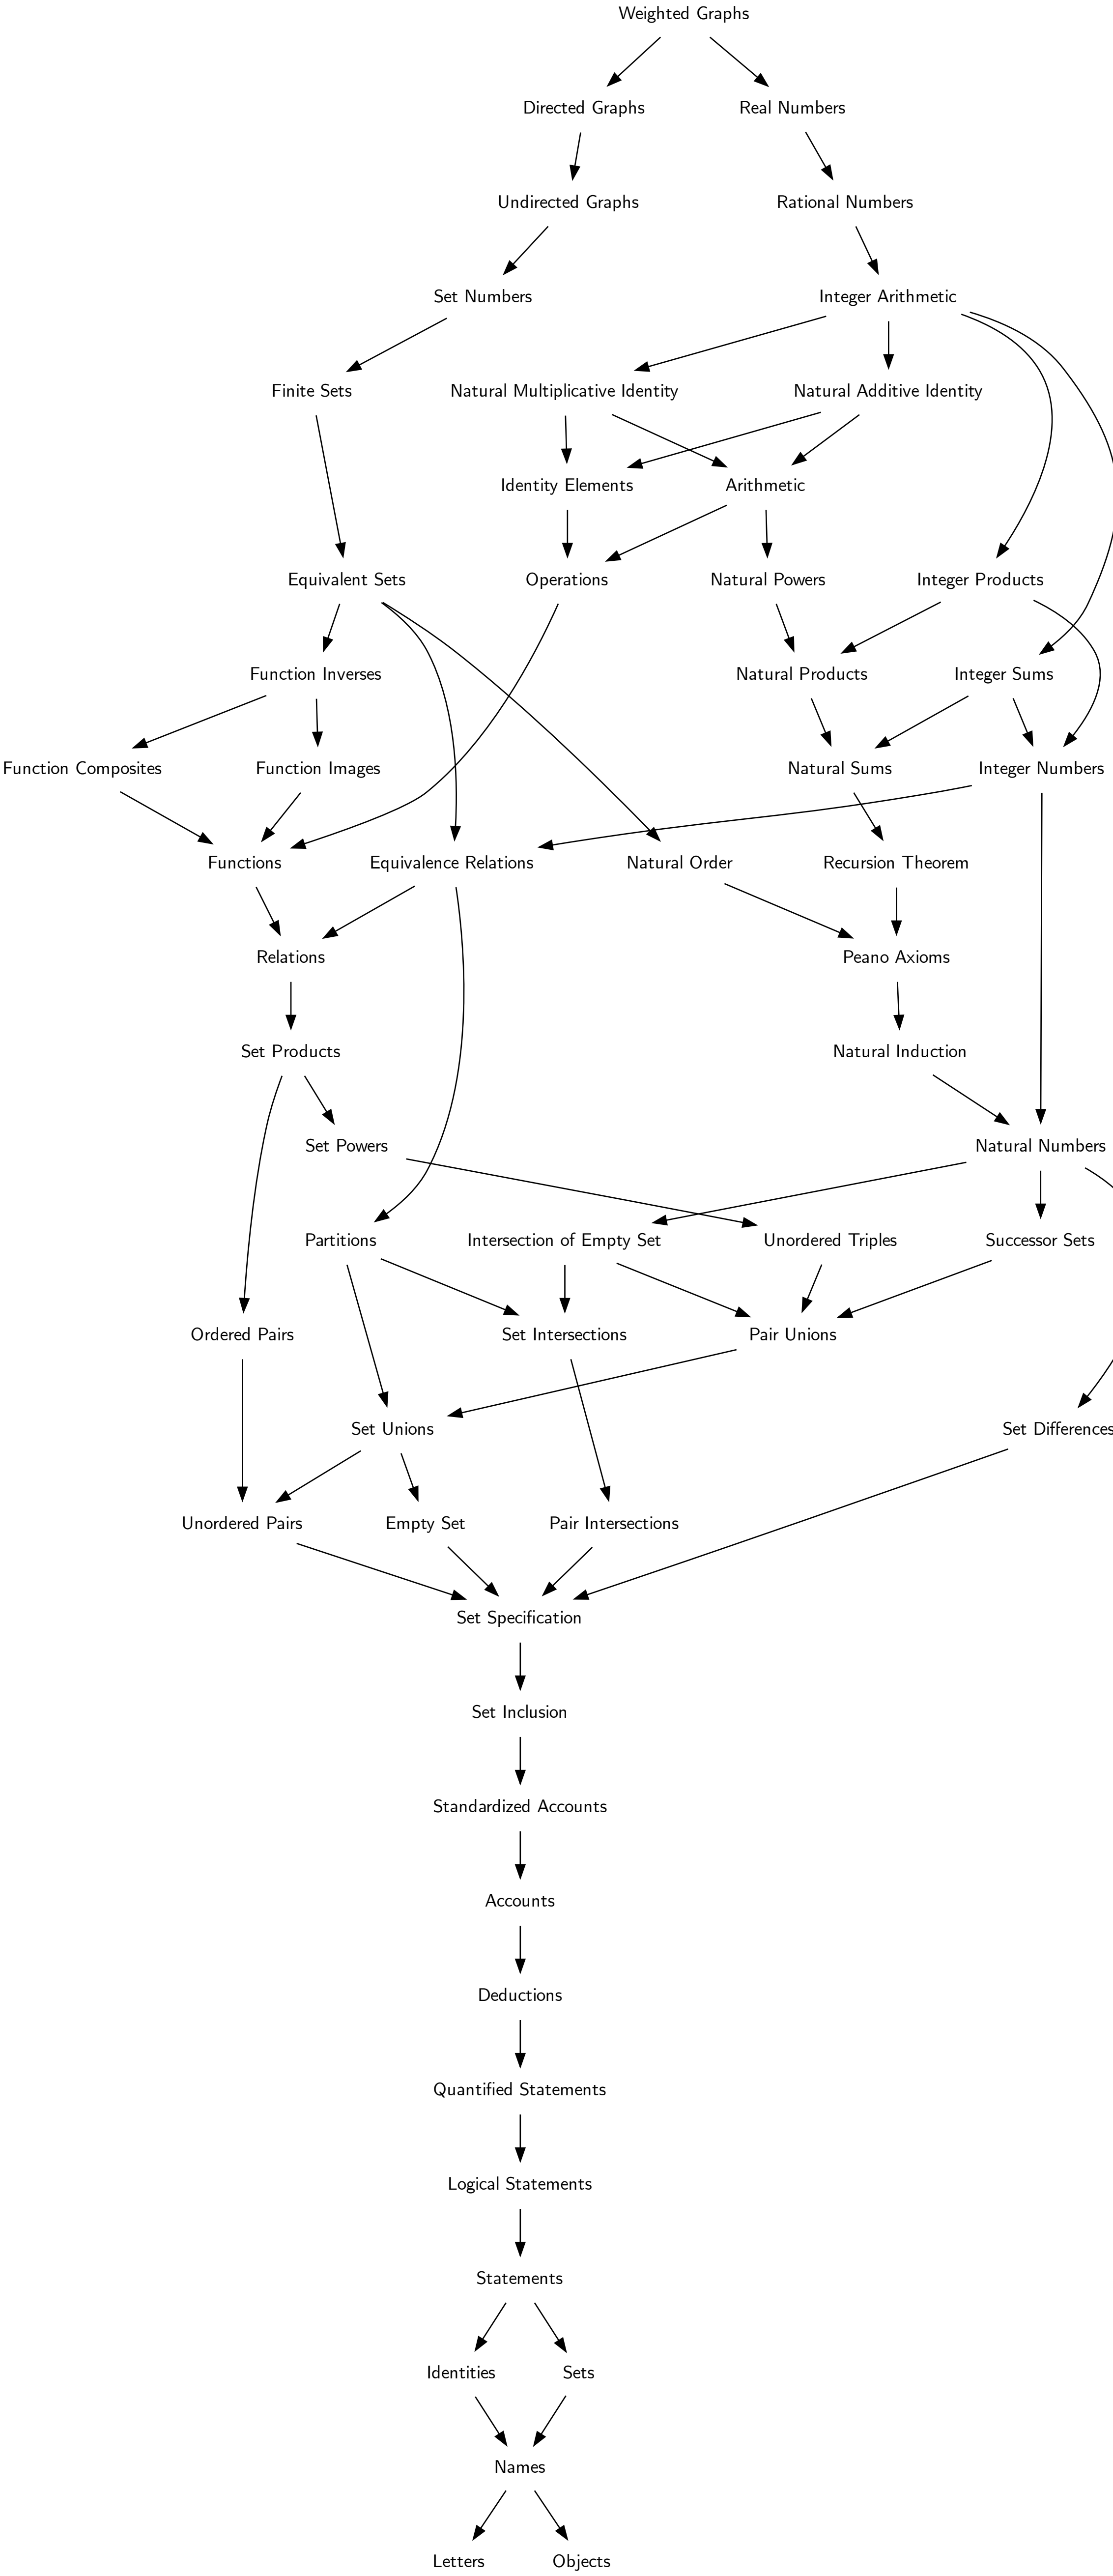 Weighted Graphs
Directed Graphs
Real Numbers
Undirected Graphs
Rational Numbers
Set Numbers
Integer Arithmetic
Finite Sets
Natural Multiplicative Identity
Natural Additive Identity
Identity Elements
Arithmetic
Equivalent Sets
Operations
Natural Powers
Integer Products
Function Inverses
Natural Products
Integer Sums
Function Composites
Function Images
Natural Sums
Integer Numbers
Functions
Equivalence Relations
Natural Order
Recursion Theorem
Relations
Peano Axioms
Set Products
Natural Induction
Set Powers
Natural Numbers
Partitions
Intersection of Empty Set
Unordered Triples
Successor Sets
Ordered Pairs
Set Intersections
Pair Unions
Set Unions
Set Differences
Unordered Pairs
Empty Set
Pair Intersections
Set Specification
Set Inclusion
Standardized Accounts
Accounts
Deductions
Quantified Statements
Logical Statements
Statements
Identities
Sets
Names
Letters
Objects